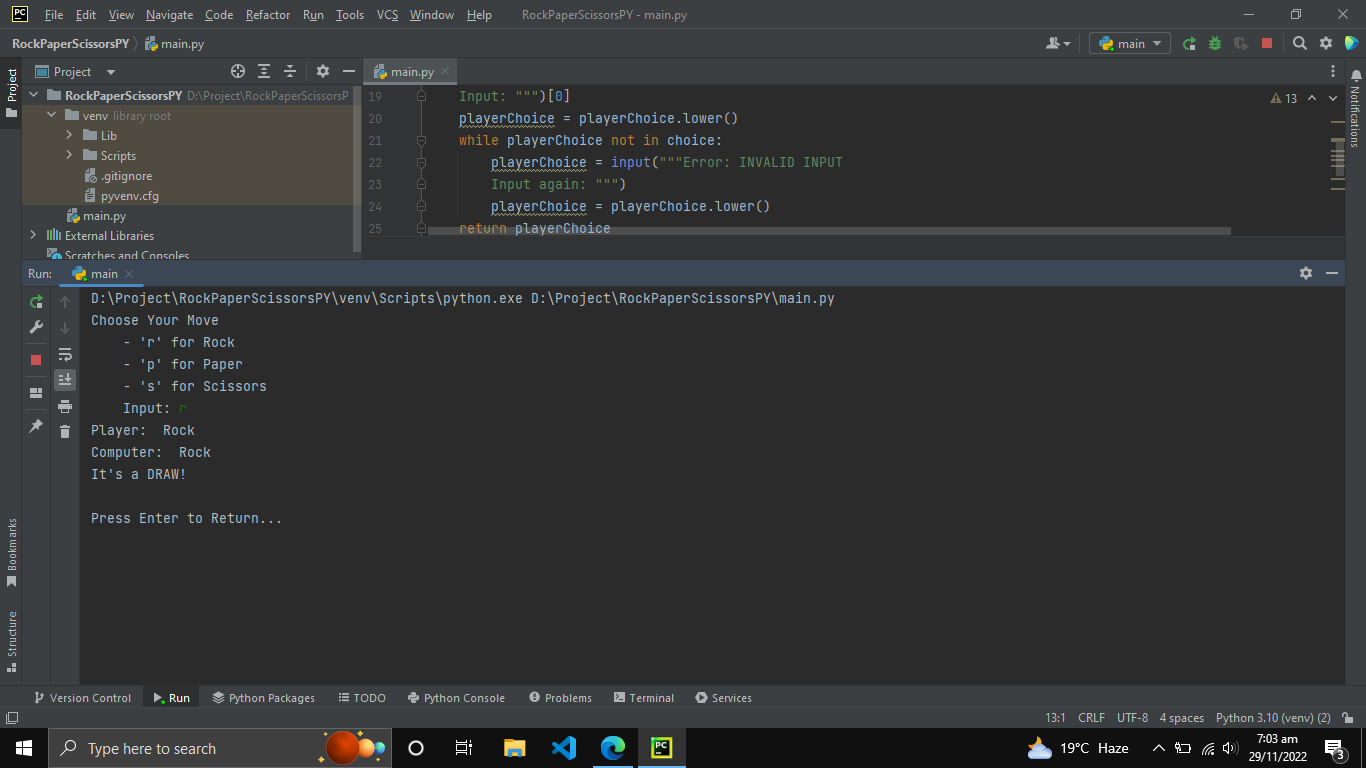 PC File Edit View Navigate Code Refactor Run Tools VCS Window Help RockPaperScissorsPY - main.py
RockPaperScissorsPY main.py main
Project Project main.py
RockPaperScissorsPY D:\Project\RockPaperScissorsP
venv library root
Lib
Scripts
.gitignore
pyvenv.cfg
main.py
External Libraries
Scratches and Consoles
19 Input: """)[0]
20 playerChoice = playerChoice.lower()
21 while playerChoice not in choice:
22 playerChoice = input("""Error: INVALID INPUT
23 Input again: """)
24 playerChoice = playerChoice.lower()
25 return playerChoice
13
Notifications
Run: main
D:\Project\RockPaperScissorsPY\venv\Scripts\python.exe D:\Project\RockPaperScissorsPY\main.py
Choose Your Move
- 'r' for Rock
- 'p' for Paper
- 's' for Scissors
Input: r
Player:  Rock
Computer:  Rock
It's a DRAW!
Press Enter to Return...
Bookmarks
Structure
Version Control Run Python Packages TODO Python Console Problems Terminal Services
13:1 CRLF UTF-8 4 spaces Python 3.10 (venv) (2)
Type here to search PC 19°C Haze 7:03 am
29/11/2022 3